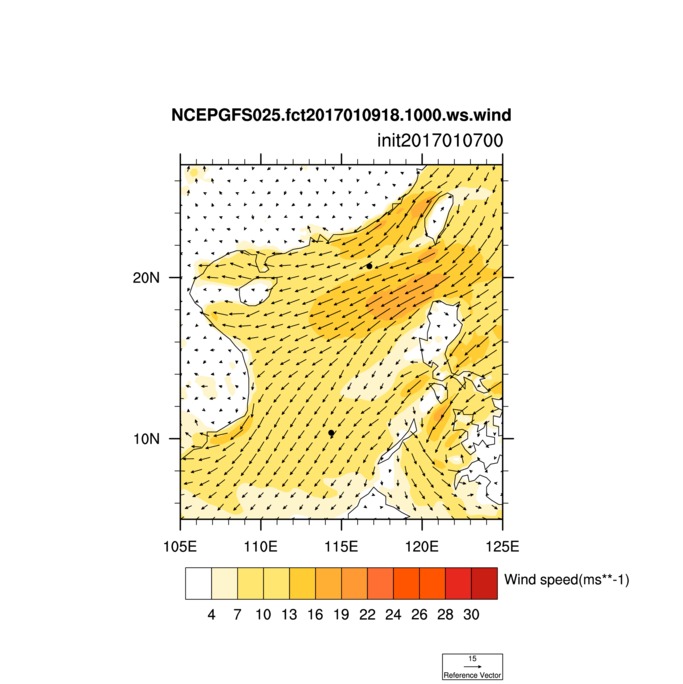 NCEPGFS025.fct2017010918.1000.ws.wind
init2017010700
20N
10N
105E 110E 115E 120E 125E
4 7 10 13 16 19 22 24 26 28 30
Wind speed(ms**-1)
15
Reference Vector